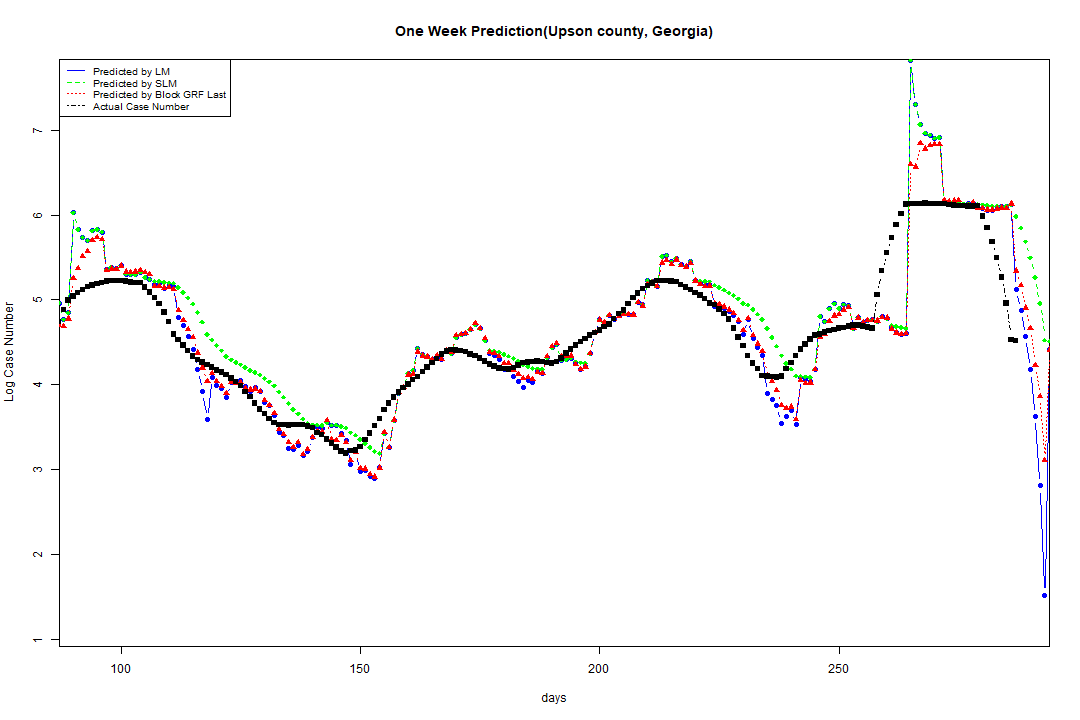 One Week Prediction(Upson county, Georgia)
Predicted by LM
Predicted by SLM
Predicted by Block GRF Last
Actual Case Number
7
6
5
4
3
2
1
Log Case Number
100 150 200 250
days